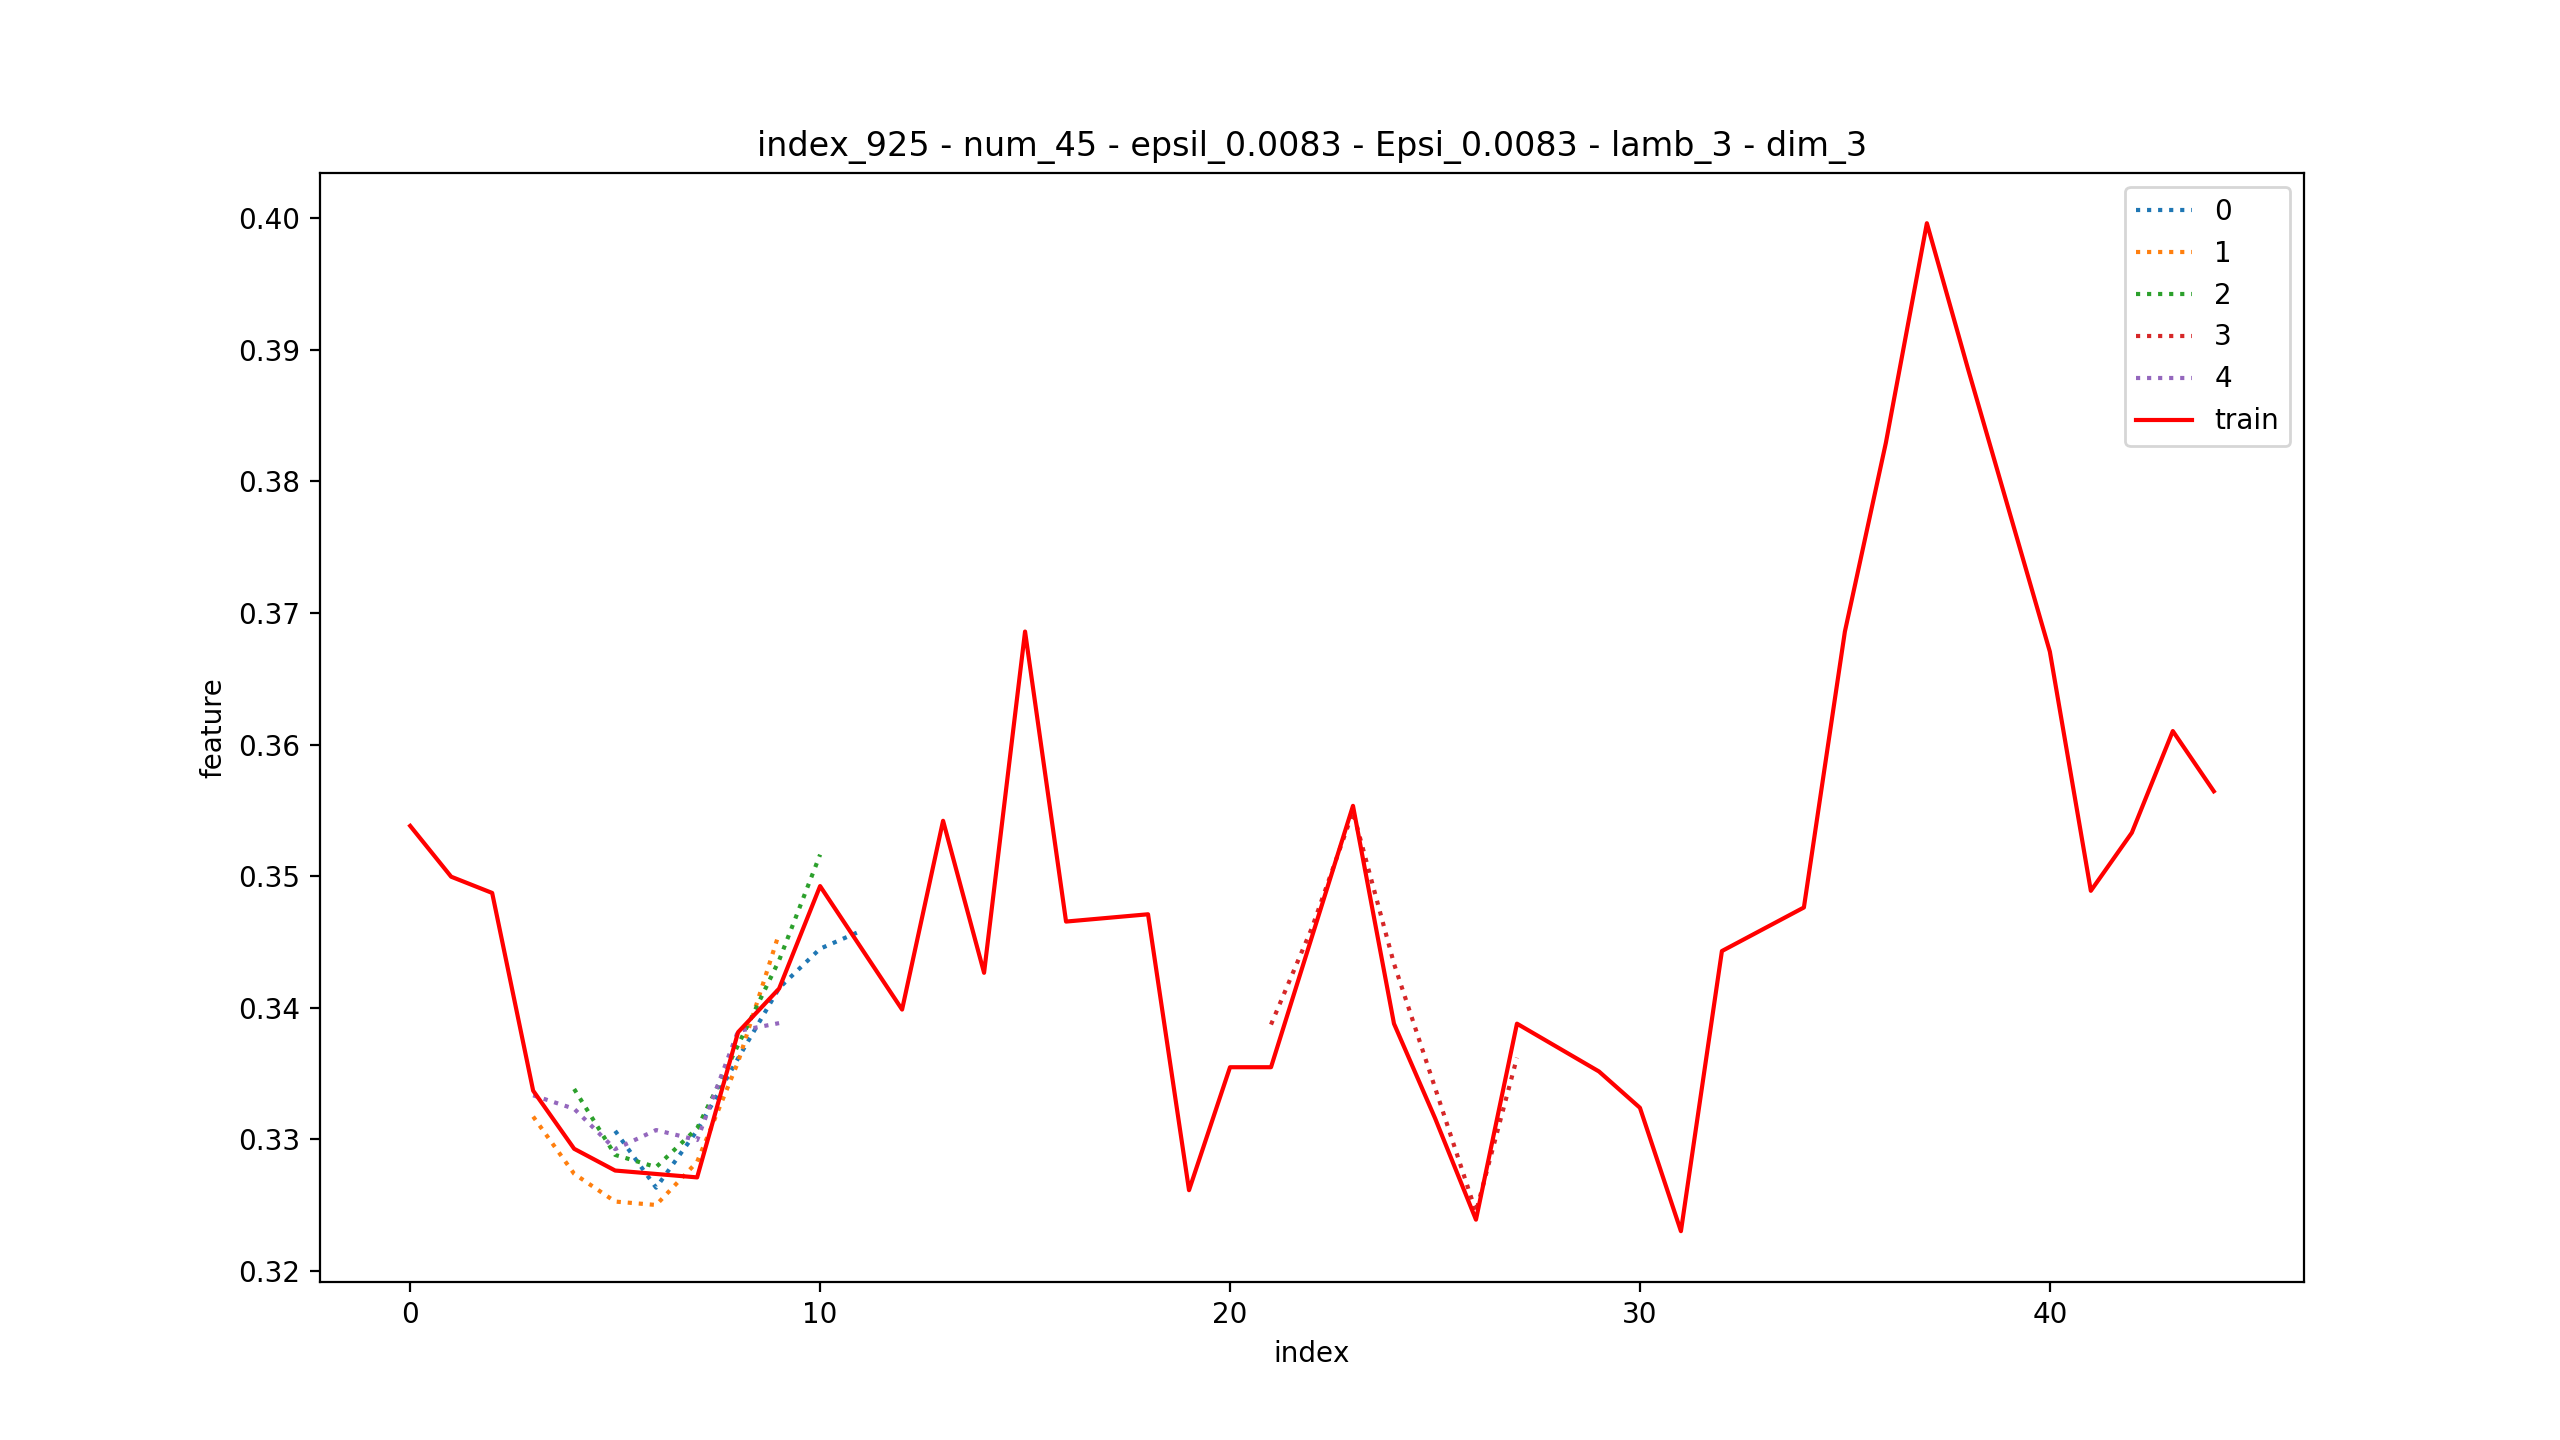 index_925 - num_45 - epsil_0.0083 - Epsi_0.0083 - lamb_3 - dim_3
0
1
2
3
4
train
0.40
0.39
0.38
0.37
0.36
0.35
0.34
0.33
0.32
feature
0 10 20 30 40
index